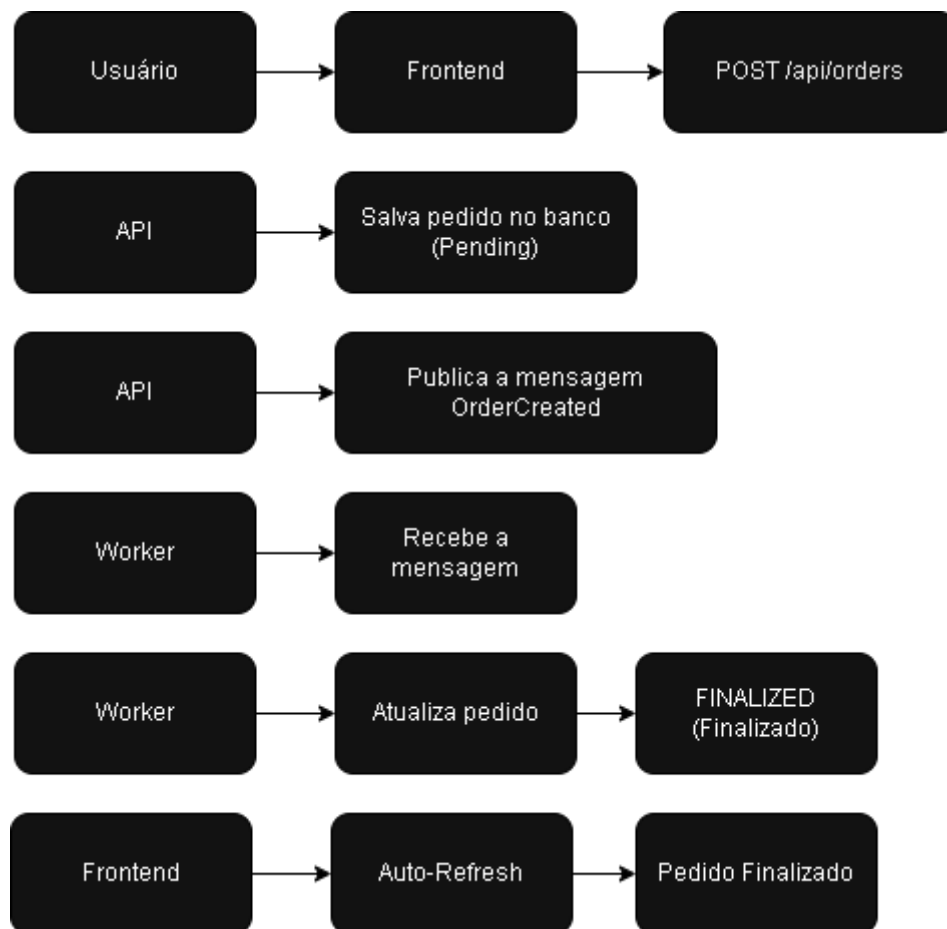 Usuário
Frontend
POST /api/orders
API
Salva pedido no banco
(Pending)
API
Publica a mensagem
OrderCreated
Worker
Recebe a
mensagem
Worker
Atualiza pedido
FINALIZED
(Finalizado)
Frontend
Auto-Refresh
Pedido Finalizado